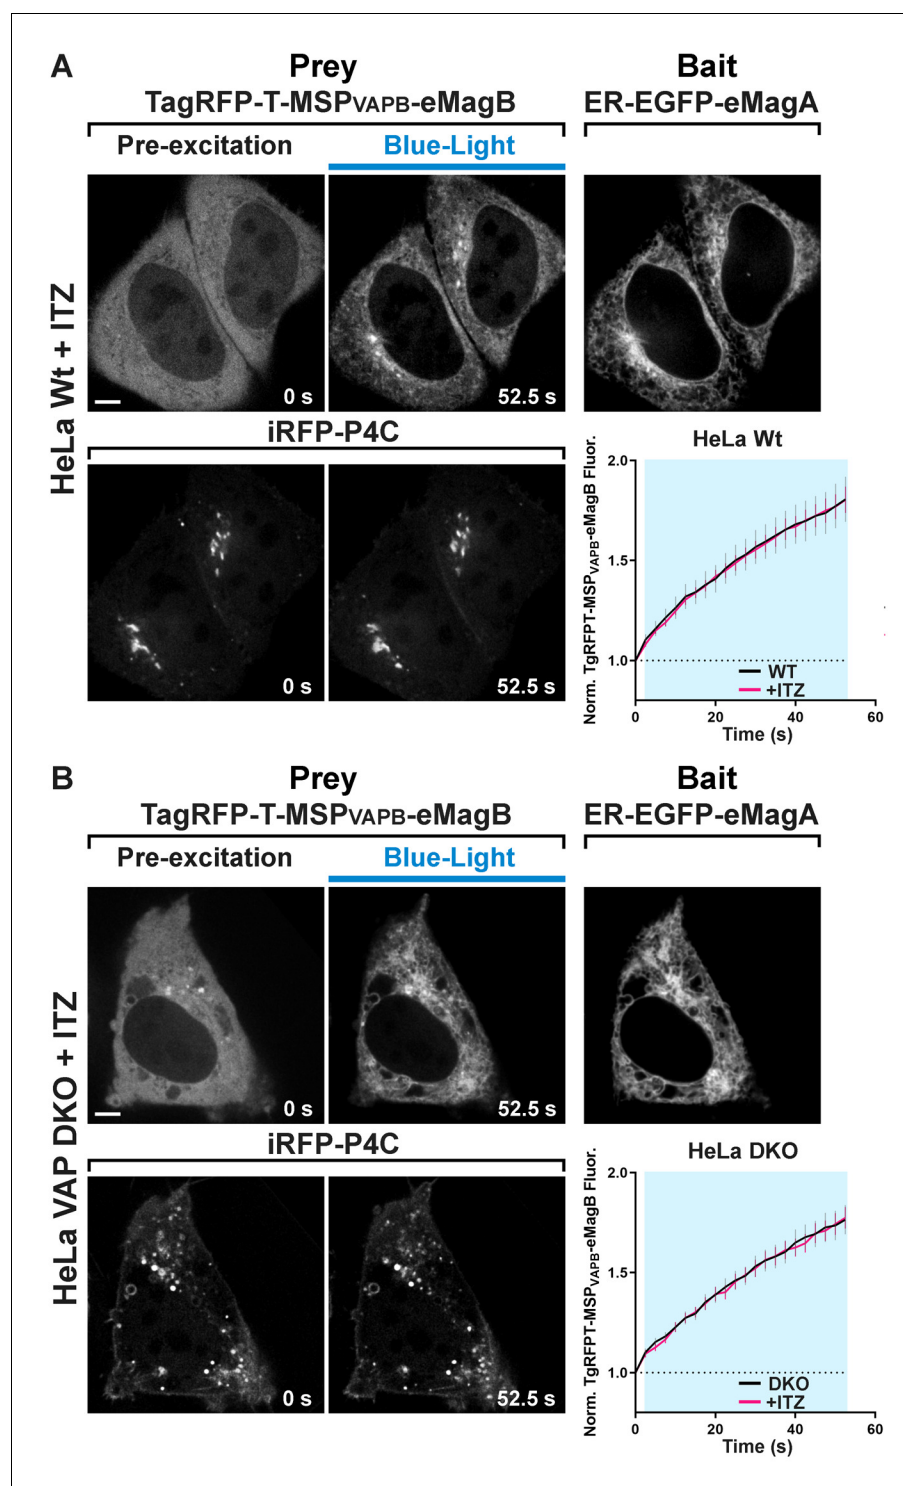 A
Prey
Bait
TagRFP-T-MSPVAPB-eMagB
ER-EGFP-eMagA
Pre-excitation
Blue-Light
HeLa Wt + ITZ
0 s
52.5 s
iRFP-P4C
0 s
52.5 s
HeLa Wt
Norm. TgRFPT-MSPVAPB-eMagB Fluor.
2.0
1.5
1.0
WT
+ITZ
0
20
40
60
Time (s)
B
Prey
Bait
TagRFP-T-MSPVAPB-eMagB
ER-EGFP-eMagA
Pre-excitation
Blue-Light
HeLa VAP DKO + ITZ
0 s
52.5 s
iRFP-P4C
0 s
52.5 s
HeLa DKO
Norm. TgRFPT-MSPVAPB-eMagB Fluor.
2.0
1.5
1.0
DKO
+ITZ
0
20
40
60
Time (s)